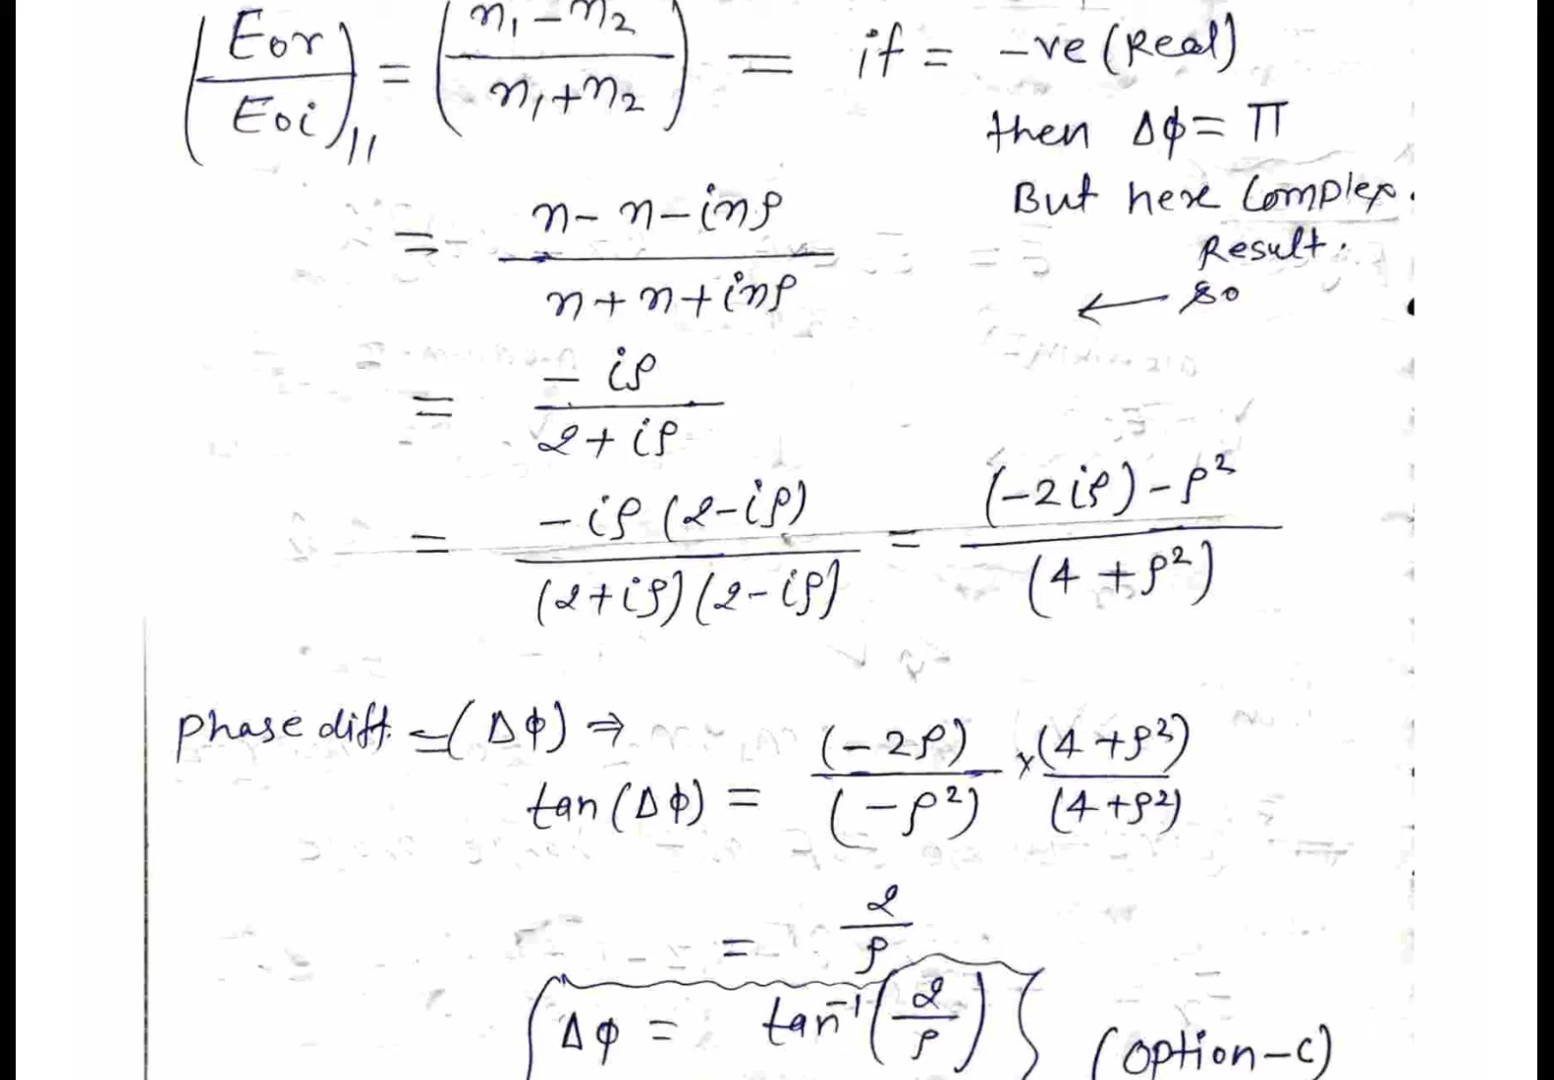 (E₀r / E₀i)∥ = (n₁ − n₂ / n₁ + n₂) = if = −ve (Real)
then Δϕ = π
But here Complex.
Result.
= n − n − inρ / n + n + inρ ← so
= − iρ / 2 + iρ
= − iρ (2 − iρ) / (2 + iρ)(2 − iρ) = (−2iρ) − ρ² / (4 + ρ²)
phase diff. = (Δϕ) ⇒
tan(Δϕ) = (−2ρ) / (−ρ²) × (4 + ρ²) / (4 + ρ²)
= 2 / ρ
Δϕ = tan⁻¹(2 / ρ) (option-c)